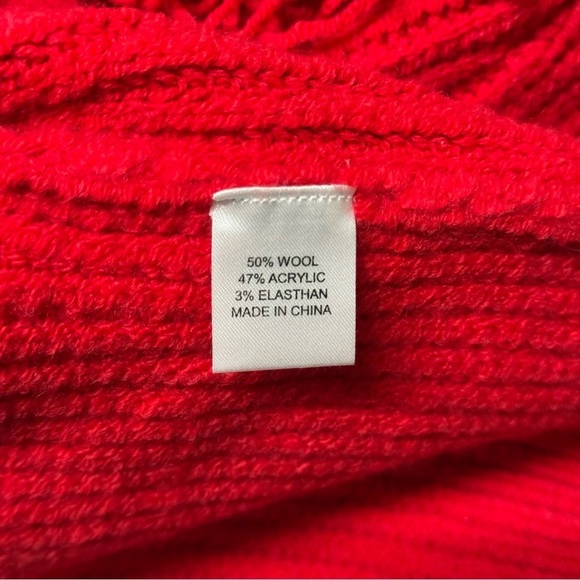 50% WOOL
47% ACRYLIC
3% ELASTHAN
MADE IN CHINA